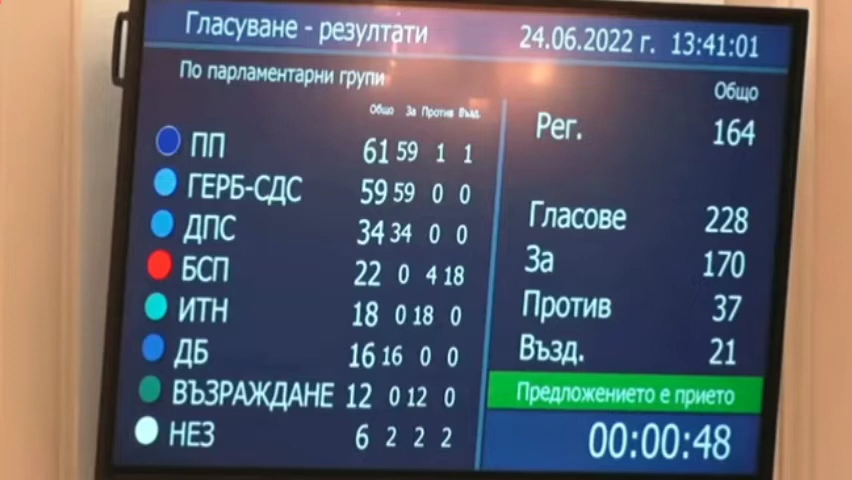 Гласуване - резултати 24.06.2022 г. 13:41:01
По парламентарни групи
Общо За Против Възд.
ПП 61 59 1 1
ГЕРБ-СДС 59 59 0 0
ДПС 34 34 0 0
БСП 22 0 4 18
ИТН 18 0 18 0
ДБ 16 16 0 0
ВЪЗРАЖДАНЕ 12 0 12 0
НЕЗ 6 2 2 2
Общо
Рег. 164
Гласове 228
За 170
Против 37
Възд. 21
Предложението е прието
00:00:48